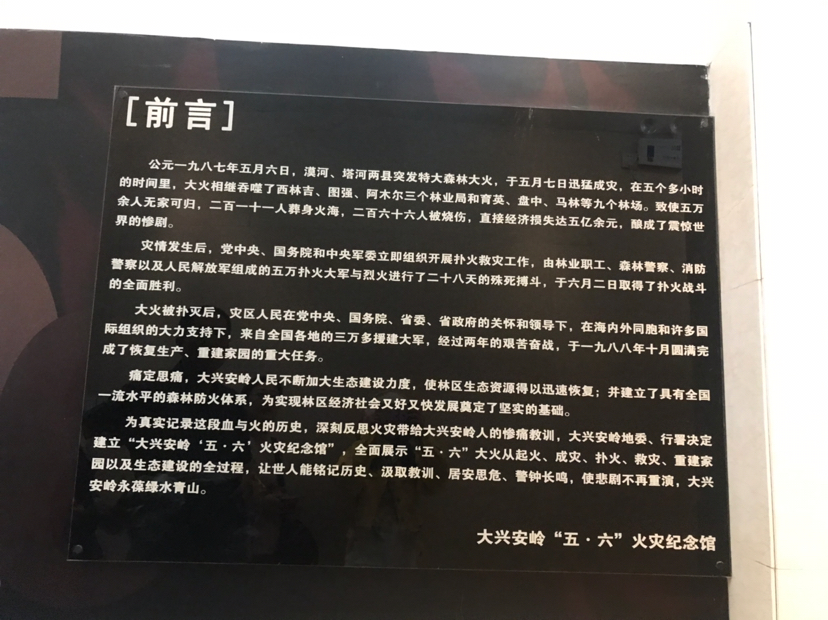 [前言]
公元一九八七年五月六日，漠河、塔河两县突发特大森林大火，于五月七日迅猛成灾，在五个多小时
的时间里，大火相继吞噬了西林吉、图强、阿木尔三个林业局和育英、盘中、马林等九个林场。致使五万
余人无家可归，二百一十一人葬身火海，二百六十六人被烧伤，直接经济损失达五亿余元，酿成了震惊世
界的惨剧。
灾情发生后，党中央、国务院和中央军委立即组织开展扑火救灾工作，由林业职工、森林警察、消防
警察以及人民解放军组成的五万扑火大军与烈火进行了二十八天的殊死搏斗，于六月二日取得了扑火战斗
的全面胜利。
大火被扑灭后，灾区人民在党中央、国务院、省委、省政府的关怀和领导下，在海内外同胞和许多国
际组织的大力支持下，来自全国各地的三万多援建大军，经过两年的艰苦奋战，于一九八八年十月圆满完
成了恢复生产、重建家园的重大任务。
痛定思痛，大兴安岭人民不断加大生态建设力度，使林区生态资源得以迅速恢复；并建立了具有全国
一流水平的森林防火体系，为实现林区经济社会又好又快发展奠定了坚实的基础。
为真实记录这段血与火的历史，深刻反思火灾带给大兴安岭人的惨痛教训，大兴安岭地委、行署决定
建立“大兴安岭‘五·六’火灾纪念馆”，全面展示“五·六”大火从起火、成灾、扑火、救灾、重建家
园以及生态建设的全过程，让世人能铭记历史、汲取教训、居安思危、警钟长鸣，使悲剧不再重演，大兴
安岭永葆绿水青山。
大兴安岭“五·六”火灾纪念馆